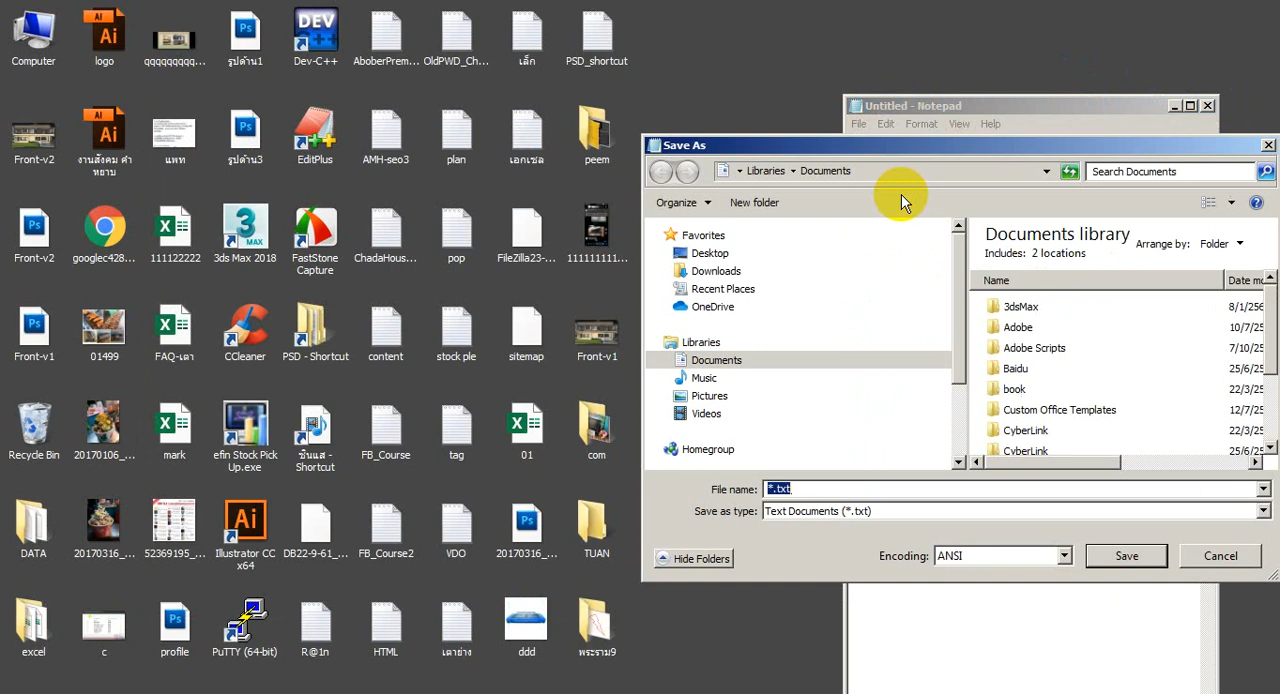 Computer
logo
qqqqqqqqq...
รูปด้าน1
Dev-C++
AboberPrem...
OldPWD_Ch...
เล็ก
PSD_shortcut
Front-v2
งานสังคม คำ
หยาบ
แพท
รูปด้าน3
EditPlus
AMH-seo3
plan
เอกเซล
peem
Front-v2
googlec428...
111122222
3ds Max 2018
FastStone
Capture
ChadaHous...
pop
FileZilla23-...
111111111...
Front-v1
01499
FAQ-เตา
CCleaner
PSD - Shortcut
content
stock ple
sitemap
Front-v1
Recycle Bin
20170106_...
mark
efin Stock Pick
Up.exe
ซินแส -
Shortcut
FB_Course
tag
01
com
DATA
20170316_...
52369195_...
Illustrator CC
x64
DB22-9-61_...
FB_Course2
VDO
20170316_...
TUAN
excel
c
profile
PuTTY (64-bit)
R@1n
HTML
เตาย่าง
ddd
พระราม9
Untitled - Notepad
File Edit Format View Help
Save As
Libraries Documents
Search Documents
Organize New folder
Favorites
Desktop
Downloads
Recent Places
OneDrive
Libraries
Documents
Music
Pictures
Videos
Homegroup
Documents library
Includes: 2 locations
Arrange by: Folder
Name Date mo
3dsMax 8/1/256
Adobe 10/7/25
Adobe Scripts 7/10/25
Baidu 25/6/25
book 22/3/25
Custom Office Templates 12/7/25
CyberLink 22/3/25
CyberLink 25/6/25
File name: *.txt
Save as type: Text Documents (*.txt)
Hide Folders
Encoding: ANSI
Save
Cancel